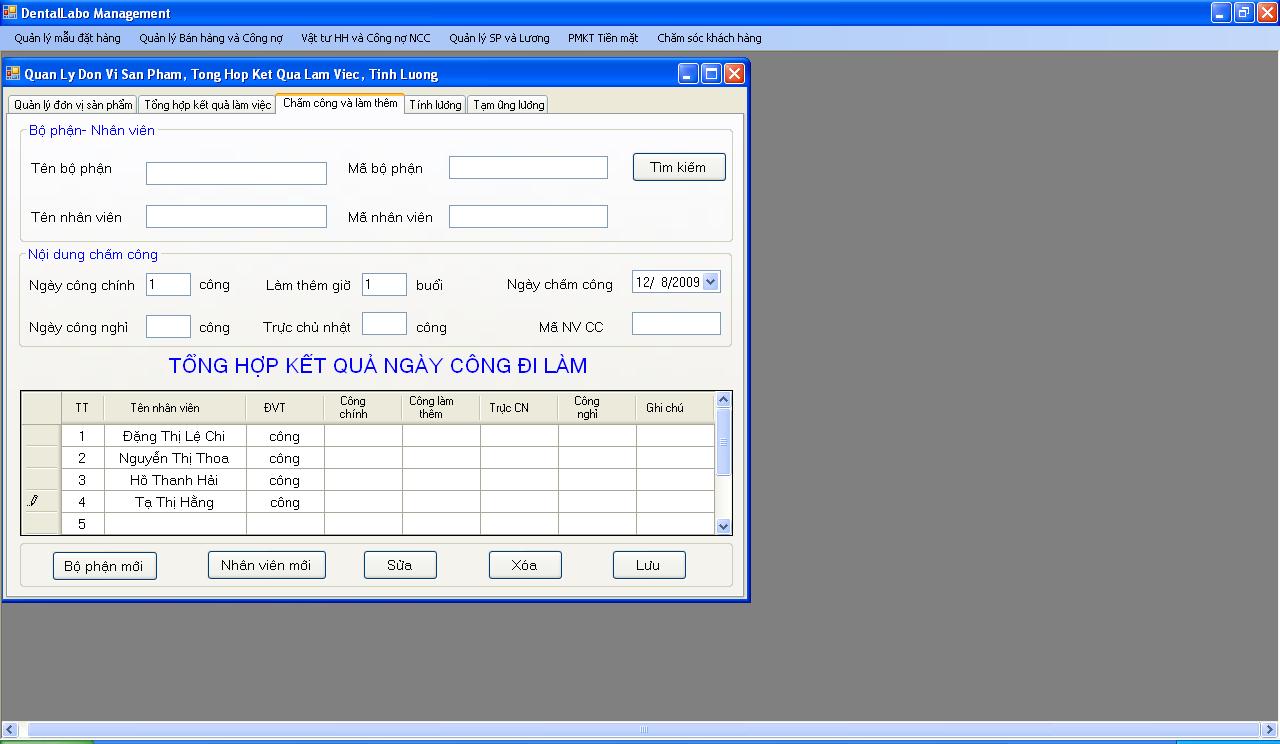 DentalLabo Management
Quản lý mẫu đặt hàng Quản lý Bán hàng và Công nợ Vật tư HH và Công nợ NCC Quản lý SP và Lương PMKT Tiền mặt Chăm sóc khách hàng
Quan Ly Don Vi San Pham, Tong Hop Ket Qua Lam Viec, Tinh Luong
Quản lý đơn vị sản phẩm Tổng hợp kết quả làm việc Chấm công và làm thêm Tính lương Tạm ứng lương
Bộ phận- Nhân viên
Tên bộ phận Mã bộ phận Tìm kiếm
Tên nhân viên Mã nhân viên
Nội dung chấm công
Ngày công chính 1 công Làm thêm giờ 1 buổi Ngày chấm công 12/ 8/2009
Ngày công nghỉ công Trực chủ nhật công Mã NV CC
TỔNG HỢP KẾT QUẢ NGÀY CÔNG ĐI LÀM
TT Tên nhân viên ĐVT Công chính Công làm thêm Trực CN Công nghỉ Ghi chú
1 Đặng Thị Lệ Chi công
2 Nguyễn Thị Thoa công
3 Hồ Thanh Hải công
4 Tạ Thị Hằng công
5
Bộ phận mới Nhân viên mới Sửa Xóa Lưu